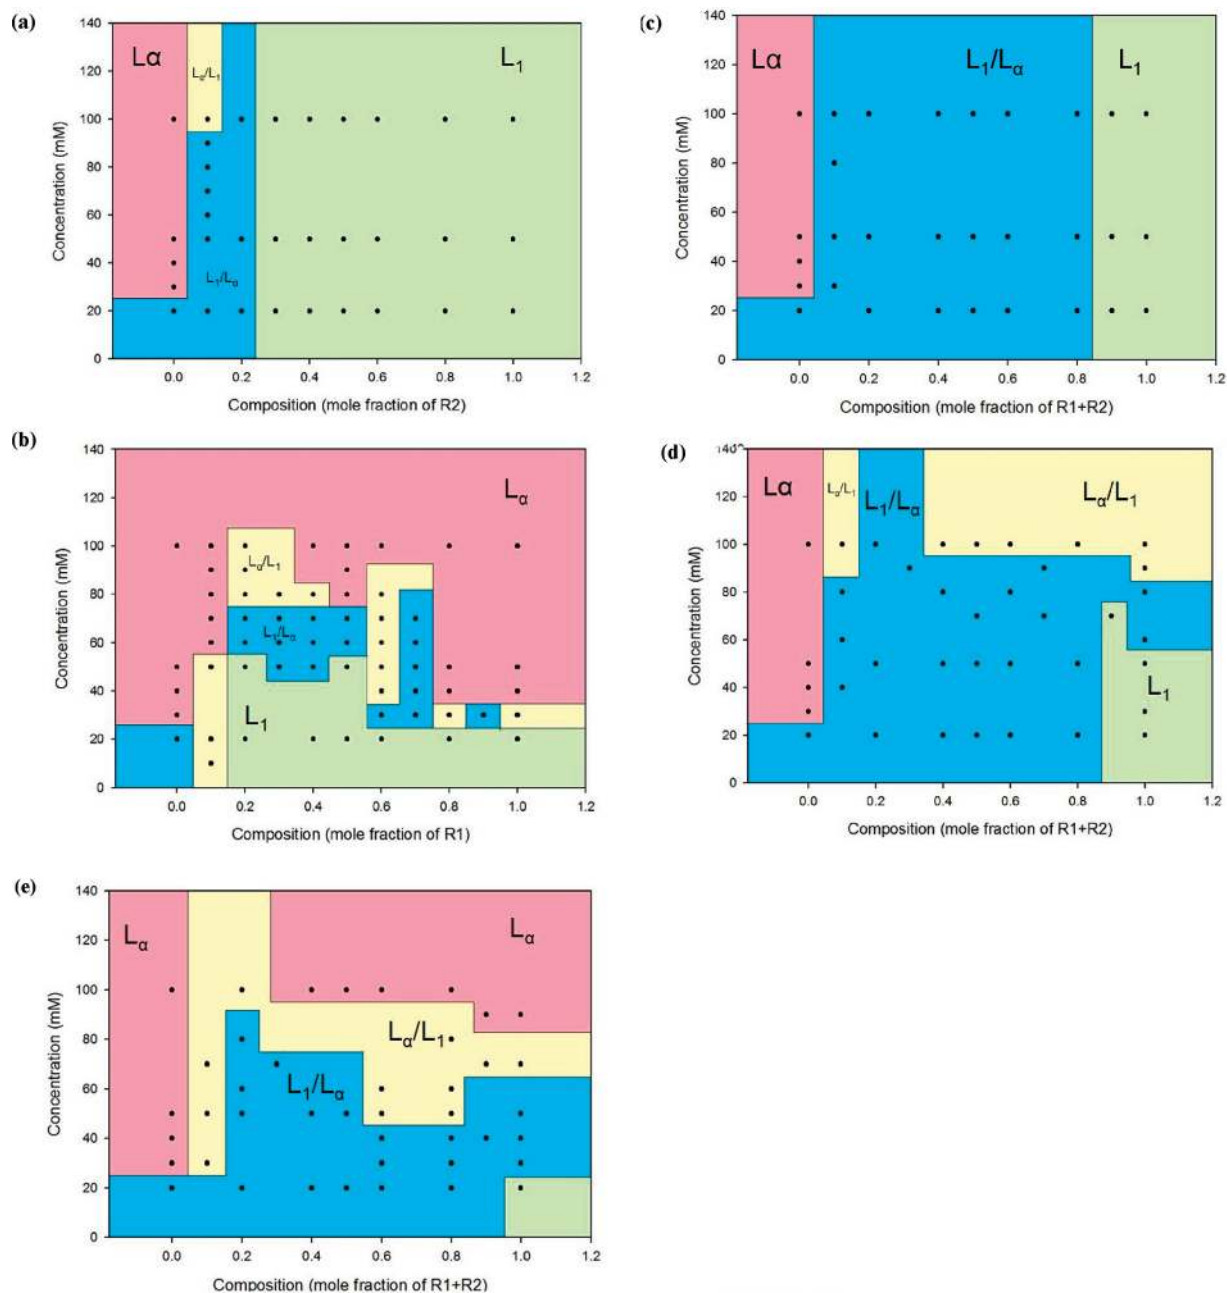 (a)
140
120
100
80
60
40
20
0
Concentration (mM)
Lα
Lα/L1
L1/Lα
L1
0.0 0.2 0.4 0.6 0.8 1.0 1.2
Composition (mole fraction of R2)
(c)
140
120
100
80
60
40
20
0
Concentration (mM)
Lα
L1/Lα
L1
0.0 0.2 0.4 0.6 0.8 1.0 1.2
Composition (mole fraction of R1+R2)
(b)
140
120
100
80
60
40
20
0
Concentration (mM)
Lα
Lα/L1
L1/Lα
L1
0.0 0.2 0.4 0.6 0.8 1.0 1.2
Composition (mole fraction of R1)
(d)
140
120
100
80
60
40
20
0
Concentration (mM)
Lα
Lα/L1
L1/Lα
Lα/L1
L1
0.0 0.2 0.4 0.6 0.8 1.0 1.2
Composition (mole fraction of R1+R2)
(e)
140
120
100
80
60
40
20
0
Concentration (mM)
Lα
Lα
Lα/L1
L1/Lα
0.0 0.2 0.4 0.6 0.8 1.0 1.2
Composition (mole fraction of R1+R2)